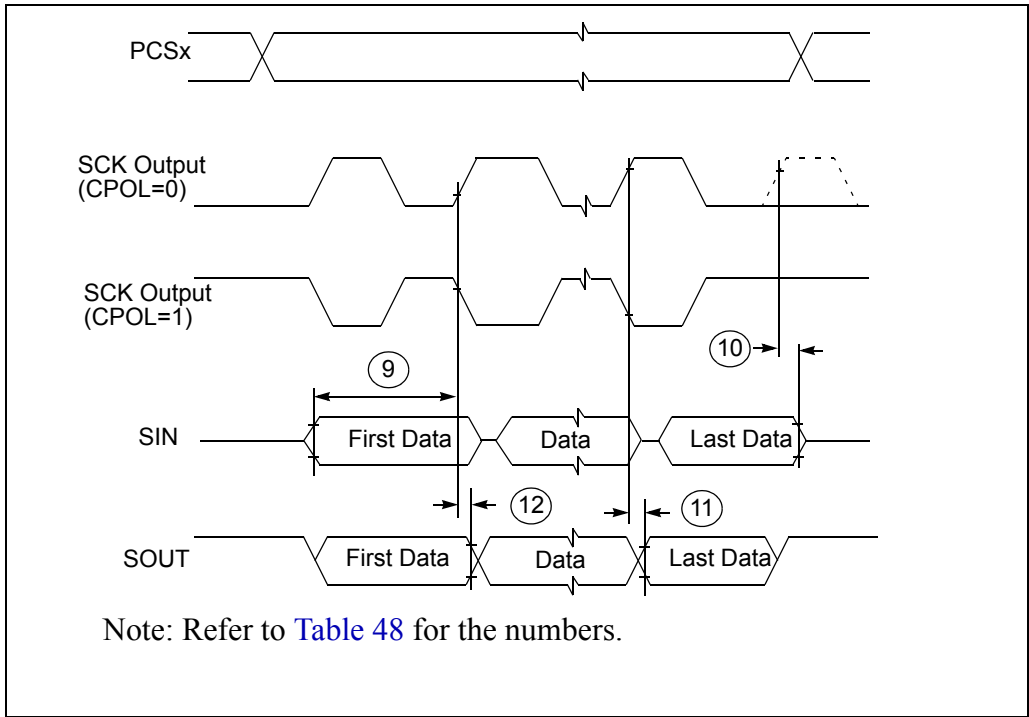 PCSx
SCK Output
(CPOL=0)
SCK Output
(CPOL=1)
10
9
SIN
First Data
Data
Last Data
12
11
SOUT
First Data
Data
Last Data
Note: Refer to Table 48 for the numbers.